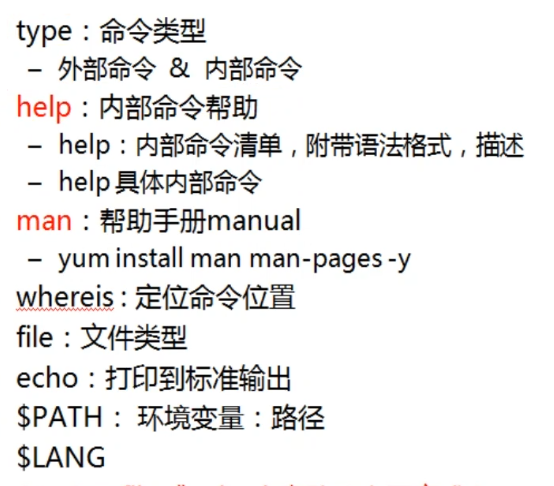 type：命令类型
– 外部命令 & 内部命令
help：内部命令帮助
– help：内部命令清单，附带语法格式，描述
– help 具体内部命令
man：帮助手册manual
– yum install man man-pages -y
whereis : 定位命令位置
file：文件类型
echo：打印到标准输出
$PATH： 环境变量：路径
$LANG